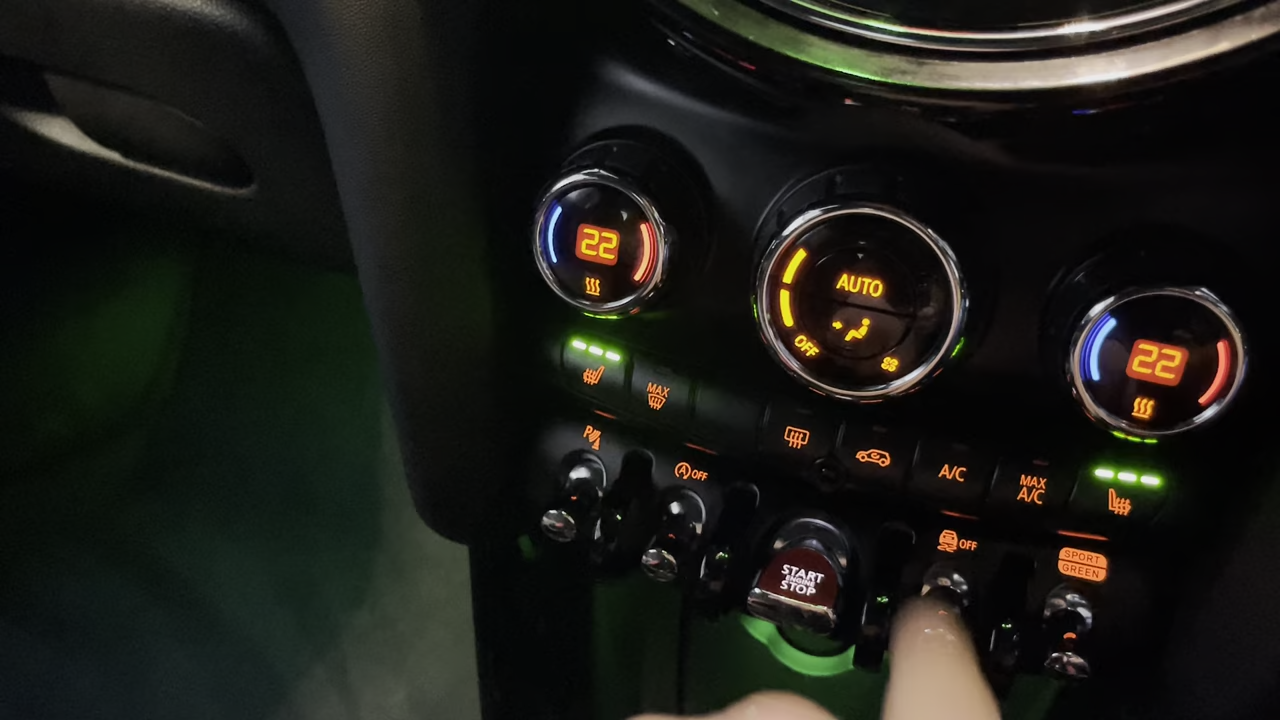 22
AUTO
OFF
22
MAX
A/C
MAX
A/C
P
A OFF
OFF
SPORT
GREEN
START
ENGINE
STOP